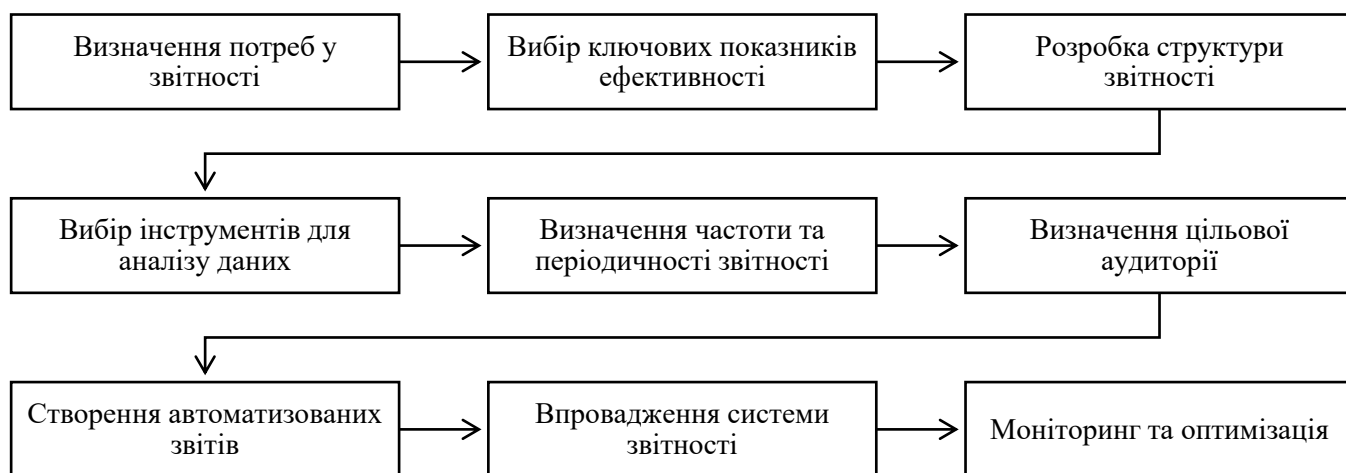 Визначення потреб у
звітності
Вибір ключових показників
ефективності
Розробка структури
звітності
Вибір інструментів для
аналізу даних
Визначення частоти та
періодичності звітності
Визначення цільової
аудиторії
Створення автоматизованих
звітів
Впровадження системи
звітності
Моніторинг та оптимізація